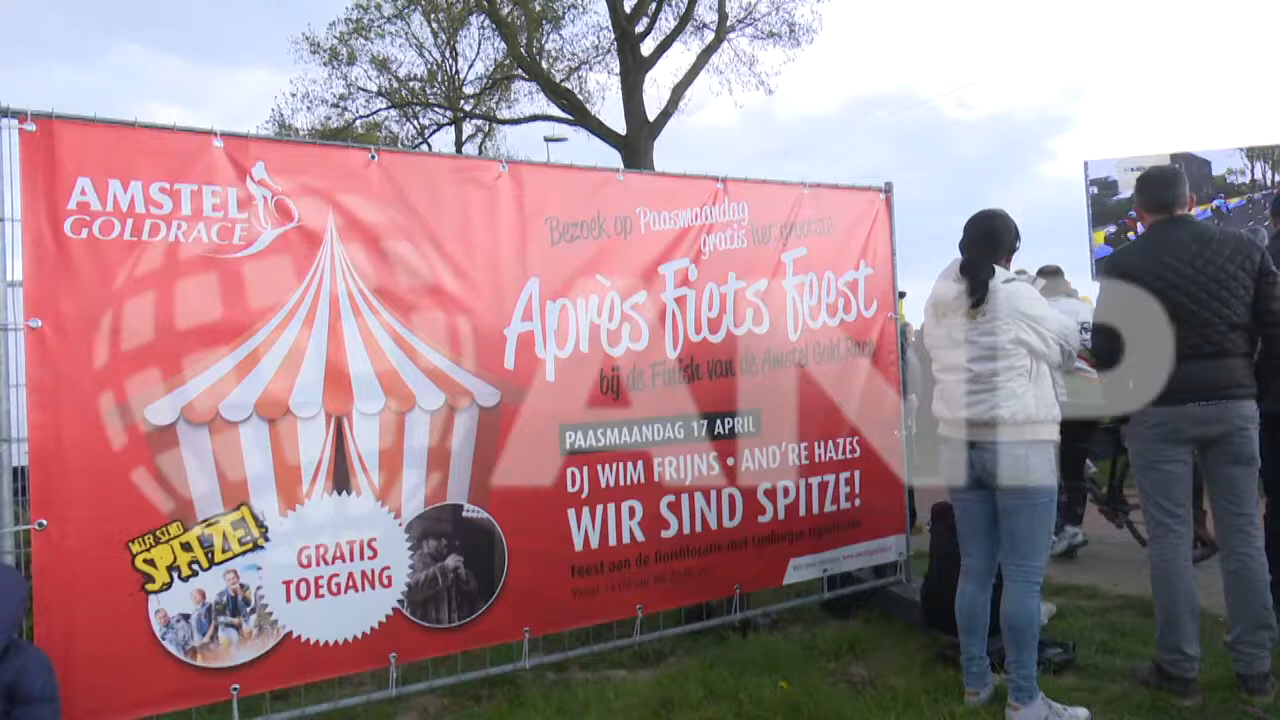 AMSTEL
GOLDRACE
Bezoek op Paasmaandag
gratis het grootste
Après Fiets Feest
bij de Finish van de Amstel Gold Race
PAASMAANDAG 17 APRIL
DJ WIM FRIJNS • AND'RE HAZES
WIR SIND SPITZE!
feest aan de finishlocatie met Limburgse
WIR SIND
SPITZE!
GRATIS
TOEGANG
ANP